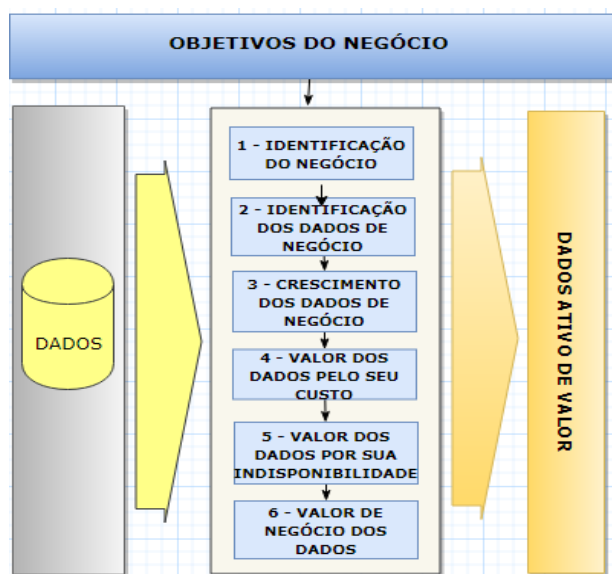 OBJETIVOS DO NEGÓCIO
DADOS
1 - IDENTIFICAÇÃO
DO NEGÓCIO
2 - IDENTIFICAÇÃO
DOS DADOS DE
NEGÓCIO
3 - CRESCIMENTO
DOS DADOS DE
NEGÓCIO
4 - VALOR DOS
DADOS PELO SEU
CUSTO
5 - VALOR DOS
DADOS POR SUA
INDISPONIBILIDADE
6 - VALOR DE
NEGÓCIO DOS
DADOS
DADOS ATIVO DE VALOR